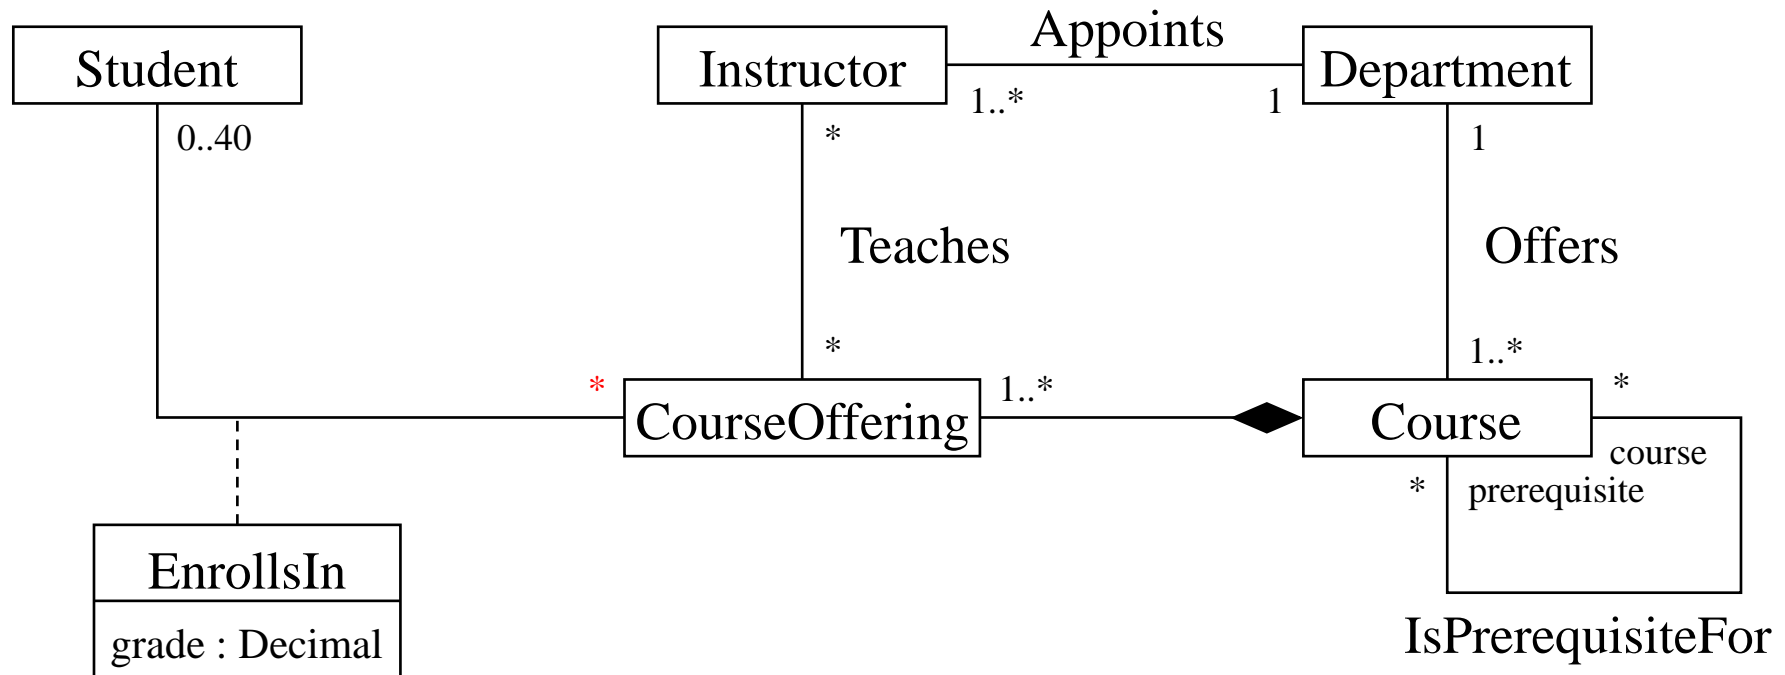 Student
Instructor
Appoints
Department
1..*
1
0..40
*
1
Teaches
Offers
*
1..*
*
1..*
*
CourseOffering
Course
course
*
prerequisite
EnrollsIn
grade : Decimal
IsPrerequisiteFor